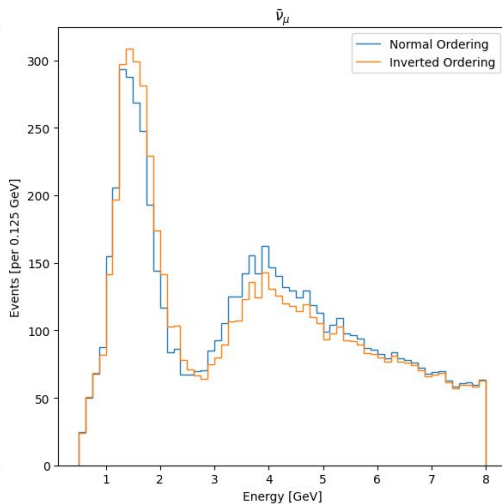 ν̄_μ
Normal Ordering
Inverted Ordering
Events [per 0.125 GeV]
300
250
200
150
100
50
0
1 2 3 4 5 6 7 8
Energy [GeV]